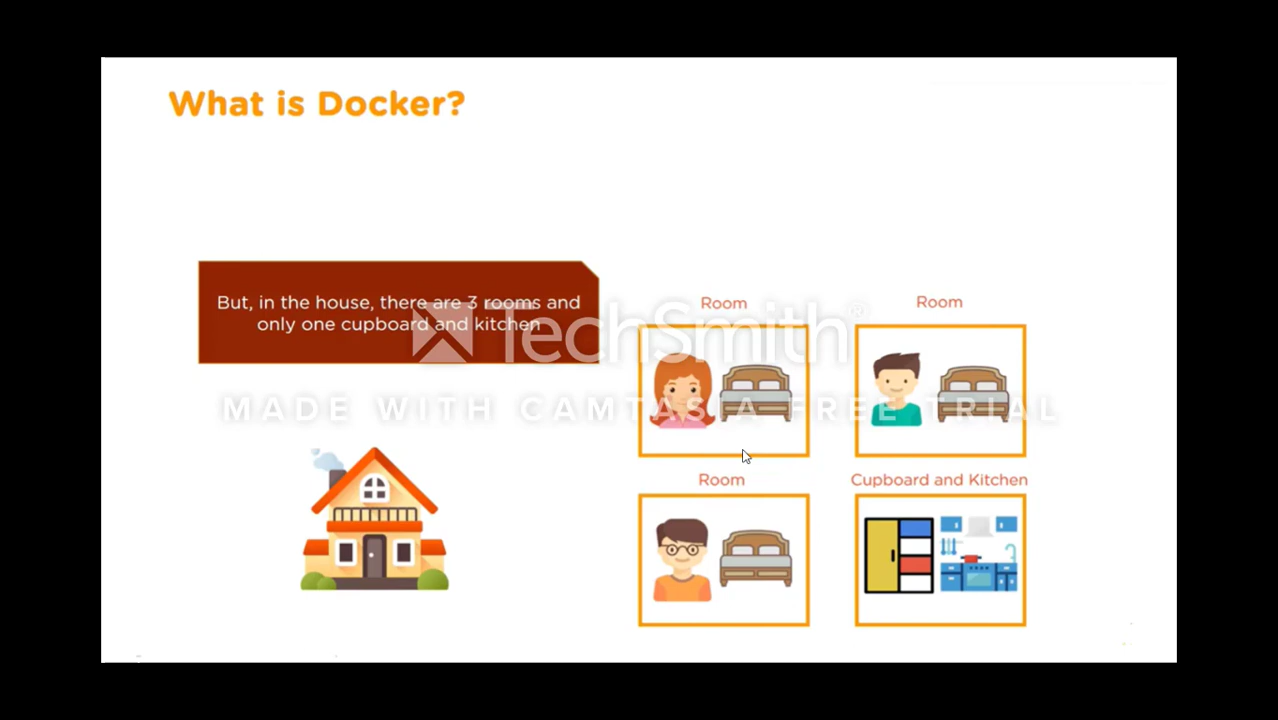 What is Docker?
But, in the house, there are 3 rooms and
only one cupboard and kitchen
Room
Room
TechSmith®
MADE WITH CAMTASIA FREE TRIAL
Room
Cupboard and Kitchen